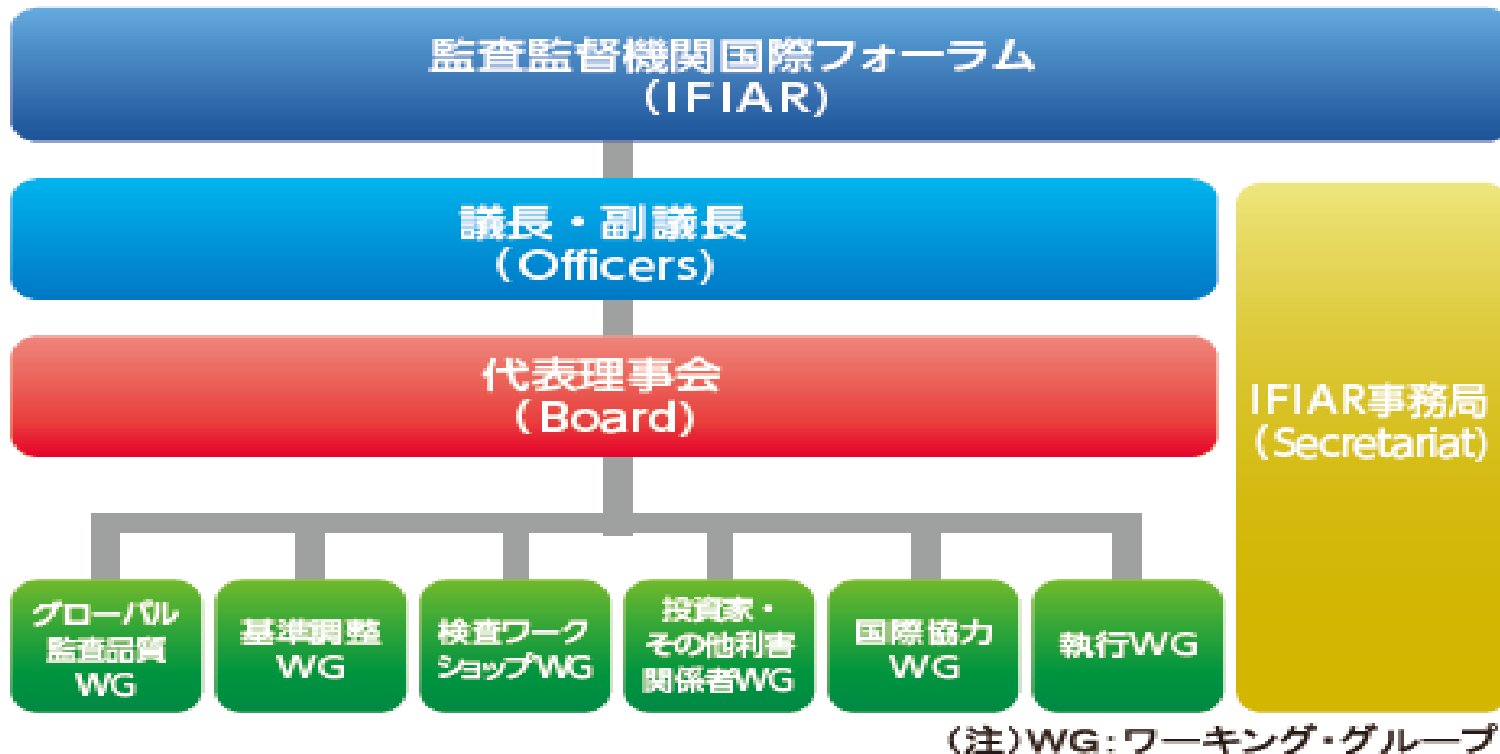 監査監督機関国際フォーラム
(IFIAR)
議長・副議長
(Officers)
代表理事会
(Board)
IFIAR事務局
(Secretariat)
グローバル
監査品質
WG
基準調整
WG
検査ワーク
ショップWG
投資家・
その他利害
関係者WG
国際協力
WG
執行WG
(注)WG:ワーキング・グループ